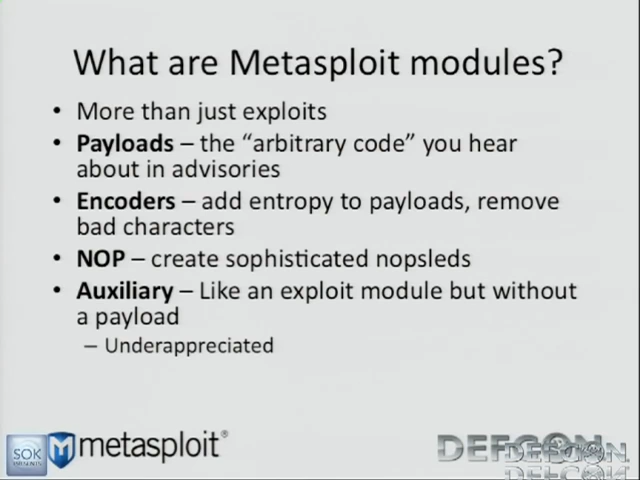 What are Metasploit modules?
• More than just exploits
• Payloads – the “arbitrary code” you hear
about in advisories
• Encoders – add entropy to payloads, remove
bad characters
• NOP – create sophisticated nopsleds
• Auxiliary – Like an exploit module but without
a payload
– Underappreciated
SOK
M metasploit®
DEFCON